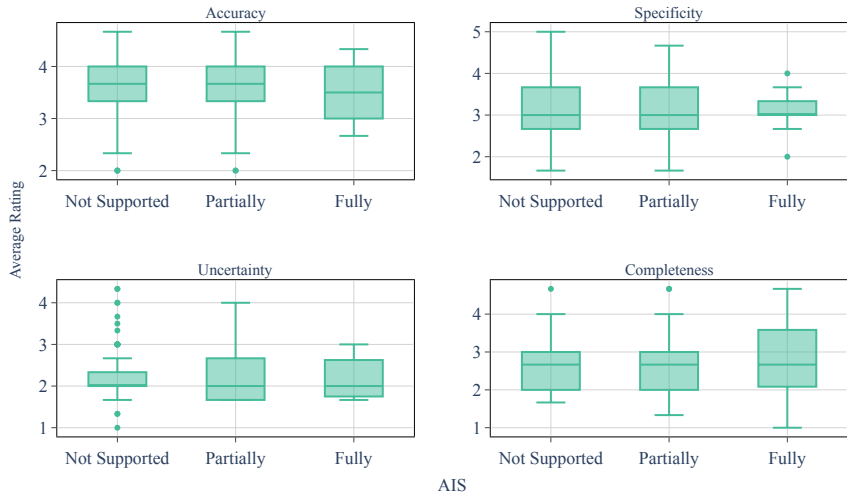 Accuracy
Specificity
4
3
2
5
4
3
2
Not Supported
Partially
Fully
Not Supported
Partially
Fully
Average Rating
Uncertainty
Completeness
4
3
2
1
4
3
2
1
Not Supported
Partially
Fully
Not Supported
Partially
Fully
AIS